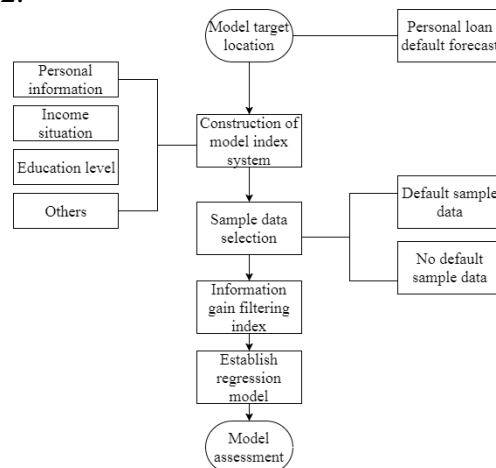 2.
Model target
location
Personal loan
default forecast
Personal
information
Income
situation
Education level
Others
Construction of
model index
system
Sample data
selection
Default sample
data
No default
sample data
Information
gain filtering
index
Establish
regression
model
Model
assessment